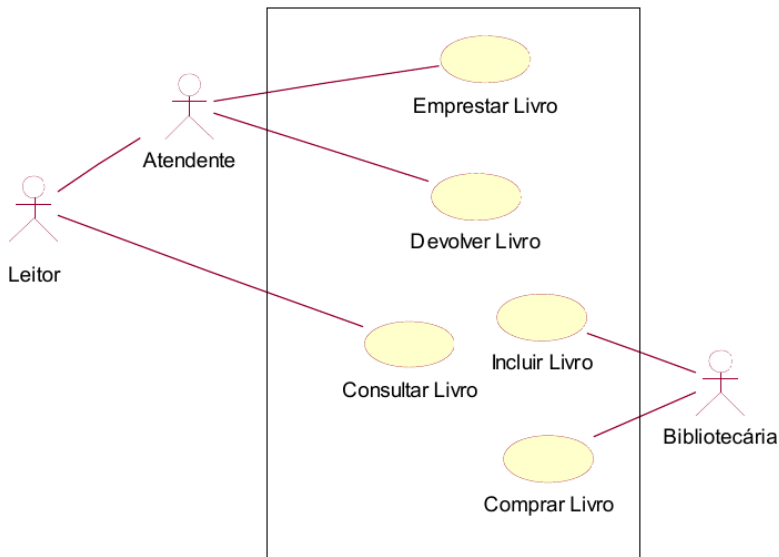 Emprestar Livro
Atendente
Devolver Livro
Leitor
Incluir Livro
Consultar Livro
Bibliotecária
Comprar Livro